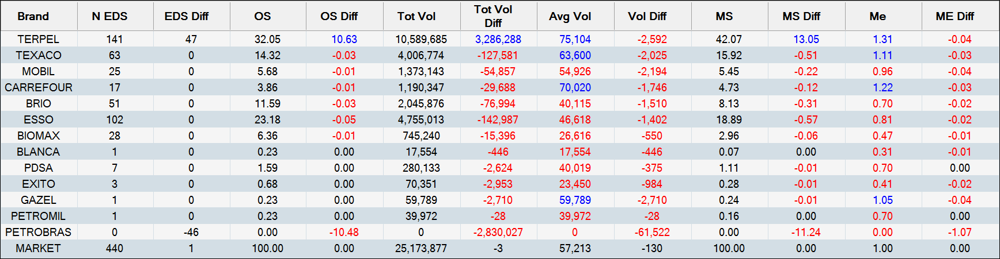 Brand N EDS EDS Diff OS OS Diff Tot Vol Tot Vol Diff Avg Vol Vol Diff MS MS Diff Me ME Diff
TERPEL 141 47 32.05 10.63 10,589,685 3,286,288 75,104 -2,592 42.07 13.05 1.31 -0.04
TEXACO 63 0 14.32 -0.03 4,006,774 -127,581 63,600 -2,025 15.92 -0.51 1.11 -0.03
MOBIL 25 0 5.68 -0.01 1,373,143 -54,857 54,926 -2,194 5.45 -0.22 0.96 -0.04
CARREFOUR 17 0 3.86 -0.01 1,190,347 -29,688 70,020 -1,746 4.73 -0.12 1.22 -0.03
BRIO 51 0 11.59 -0.03 2,045,876 -76,994 40,115 -1,510 8.13 -0.31 0.70 -0.02
ESSO 102 0 23.18 -0.05 4,755,013 -142,987 46,618 -1,402 18.89 -0.57 0.81 -0.02
BIOMAX 28 0 6.36 -0.01 745,240 -15,396 26,616 -550 2.96 -0.06 0.47 -0.01
BLANCA 1 0 0.23 0.00 17,554 -446 17,554 -446 0.07 0.00 0.31 -0.01
PDSA 7 0 1.59 0.00 280,133 -2,624 40,019 -375 1.11 -0.01 0.70 0.00
EXITO 3 0 0.68 0.00 70,351 -2,953 23,450 -984 0.28 -0.01 0.41 -0.02
GAZEL 1 0 0.23 0.00 59,789 -2,710 59,789 -2,710 0.24 -0.01 1.05 -0.04
PETROMIL 1 0 0.23 0.00 39,972 -28 39,972 -28 0.16 0.00 0.70 0.00
PETROBRAS 0 -46 0.00 -10.48 0 -2,830,027 0 -61,522 0.00 -11.24 0.00 -1.07
MARKET 440 1 100.00 0.00 25,173,877 -3 57,213 -130 100.00 0.00 1.00 0.00